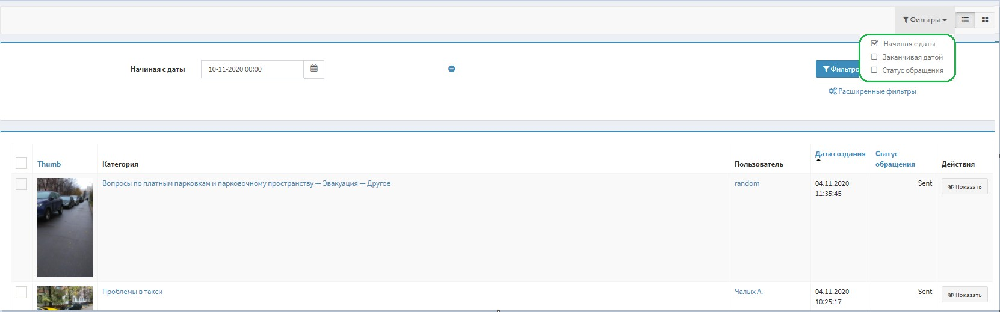 Фильтры
Начиная с даты
Заканчивая датой
Статус обращения
Начиная с даты
10-11-2020 00:00
Фильтро
Расширенные фильтры
Thumb
Категория
Пользователь
Дата создания
Статус
обращения
Действия
Вопросы по платным парковкам и парковочному пространству — Эвакуация — Другое
random
04.11.2020
11:35:45
Sent
Показать
Проблемы в такси
Чалых А.
04.11.2020
10:25:17
Sent
Показать